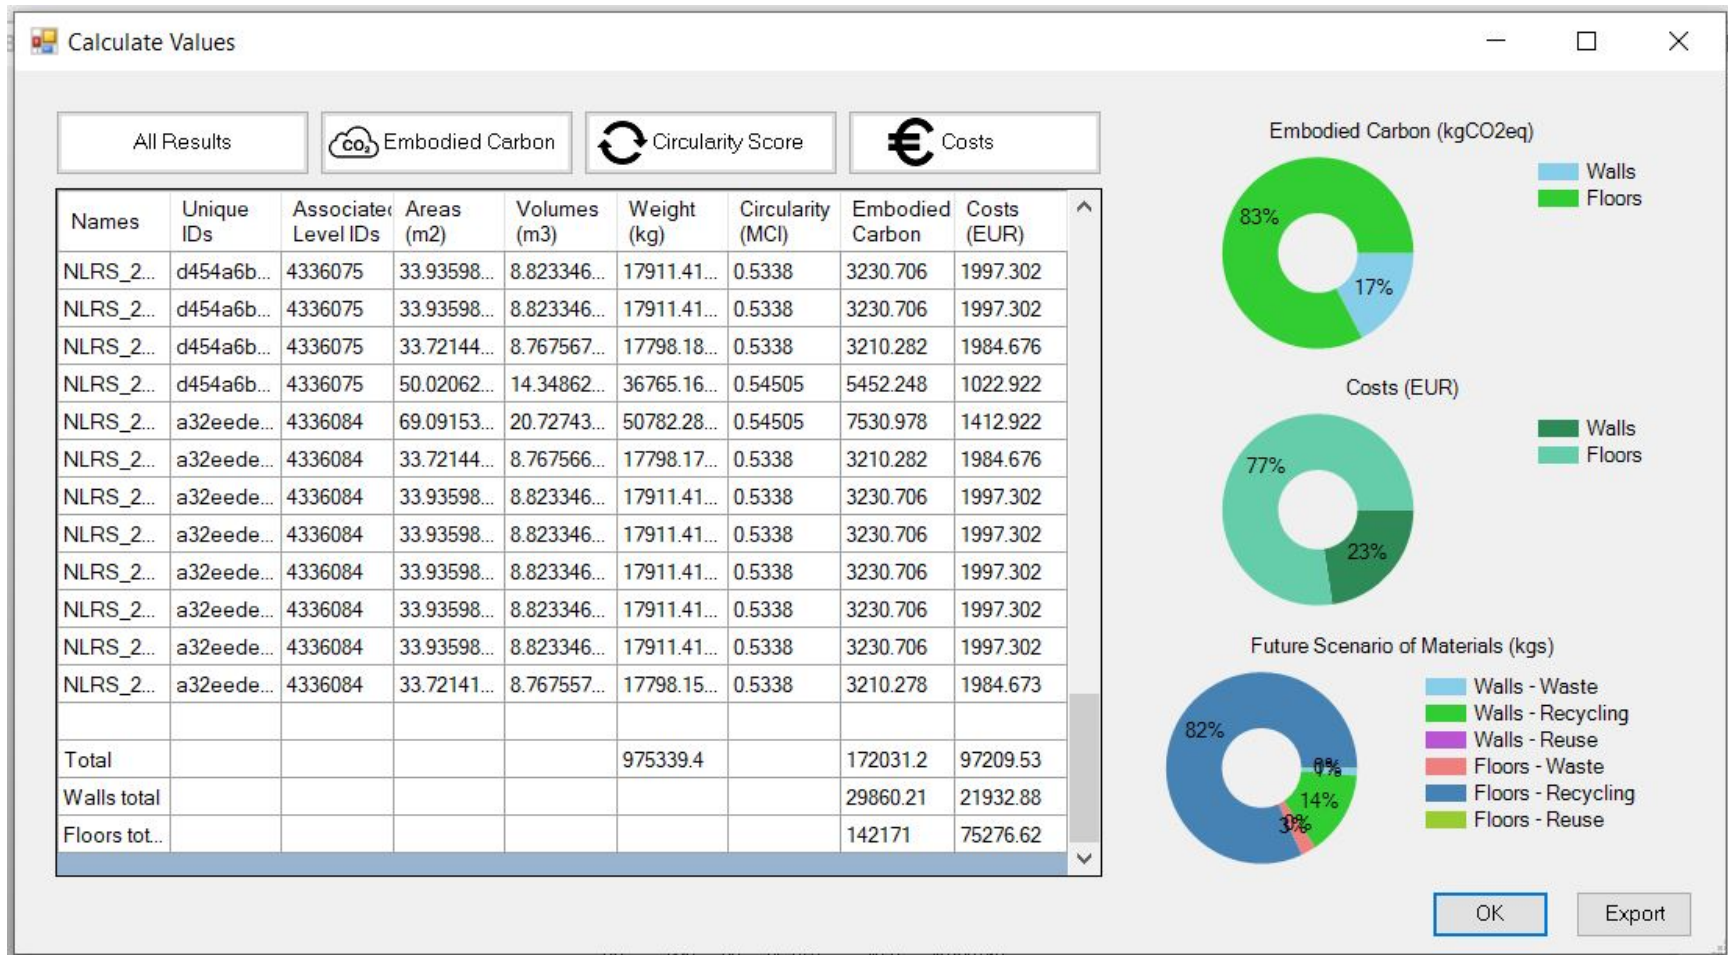 Calculate Values
All Results
CO₂ Embodied Carbon
Circularity Score
€ Costs
Names Unique IDs Associated Level IDs Areas (m2) Volumes (m3) Weight (kg) Circularity (MCI) Embodied Carbon Costs (EUR)
NLRS_2... d454a6b... 4336075 33.93598... 8.823346... 17911.41... 0.5338 3230.706 1997.302
NLRS_2... d454a6b... 4336075 33.93598... 8.823346... 17911.41... 0.5338 3230.706 1997.302
NLRS_2... d454a6b... 4336075 33.72144... 8.767567... 17798.18... 0.5338 3210.282 1984.676
NLRS_2... d454a6b... 4336075 50.02062... 14.34862... 36765.16... 0.54505 5452.248 1022.922
NLRS_2... a32eede... 4336084 69.09153... 20.72743... 50782.28... 0.54505 7530.978 1412.922
NLRS_2... a32eede... 4336084 33.72144... 8.767566... 17798.17... 0.5338 3210.282 1984.676
NLRS_2... a32eede... 4336084 33.93598... 8.823346... 17911.41... 0.5338 3230.706 1997.302
NLRS_2... a32eede... 4336084 33.93598... 8.823346... 17911.41... 0.5338 3230.706 1997.302
NLRS_2... a32eede... 4336084 33.93598... 8.823346... 17911.41... 0.5338 3230.706 1997.302
NLRS_2... a32eede... 4336084 33.93598... 8.823346... 17911.41... 0.5338 3230.706 1997.302
NLRS_2... a32eede... 4336084 33.93598... 8.823346... 17911.41... 0.5338 3230.706 1997.302
NLRS_2... a32eede... 4336084 33.72141... 8.767557... 17798.15... 0.5338 3210.278 1984.673
Total 975339.4 172031.2 97209.53
Walls total 29860.21 21932.88
Floors tot... 142171 75276.62
Embodied Carbon (kgCO2eq)
Walls
Floors
83%
17%
Costs (EUR)
Walls
Floors
77%
23%
Future Scenario of Materials (kgs)
Walls - Waste
Walls - Recycling
Walls - Reuse
Floors - Waste
Floors - Recycling
Floors - Reuse
82%
14%
3%
OK
Export